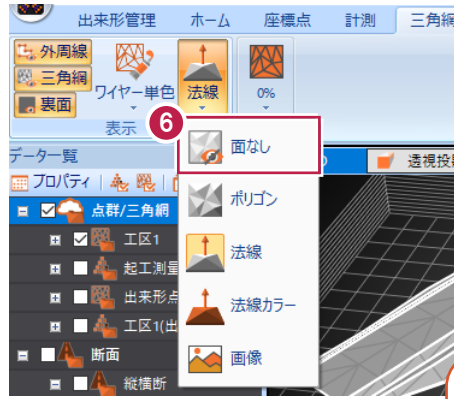 出来形管理 ホーム 座標点 計測 三角網
外周線
三角網
裏面
ワイヤー単色
法線
0%
表示
6
面なし
ポリゴン
法線
法線カラー
画像
データ一覧
透視投影
プロパティ
点群/三角網
工区1
起工測量
出来形点
工区1(出
断面
縦横断